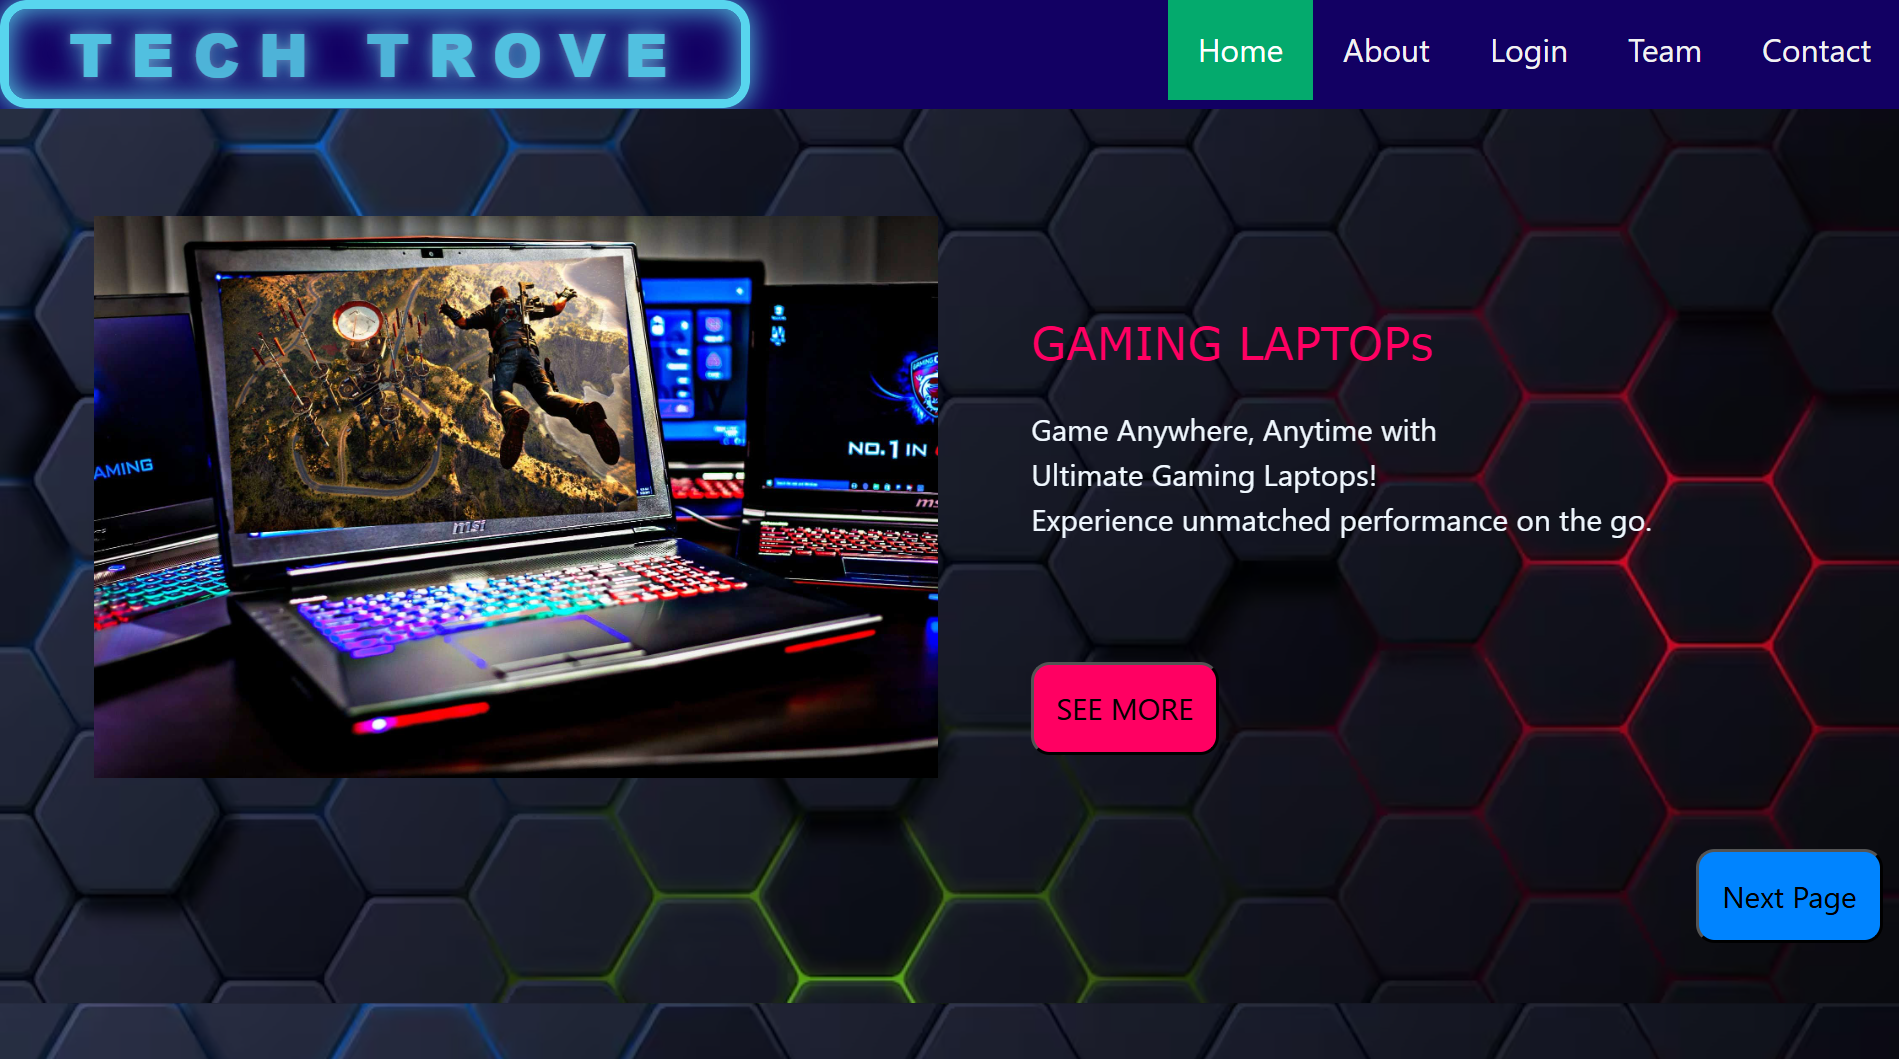 TECH TROVE
Home About Login Team Contact
GAMING LAPTOPs
Game Anywhere, Anytime with
Ultimate Gaming Laptops!
Experience unmatched performance on the go.
SEE MORE
Next Page
AMING
NO.1 IN
msi